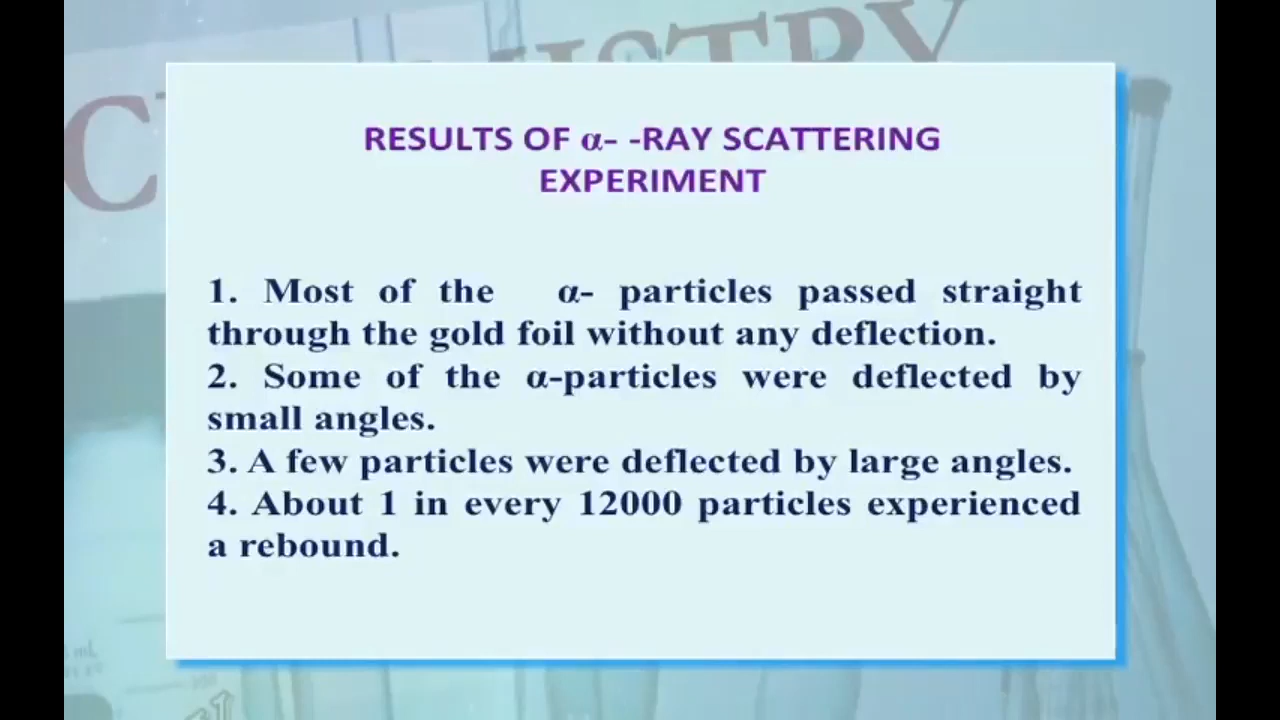 RESULTS OF α- -RAY SCATTERING
EXPERIMENT
1. Most of the α- particles passed straight
through the gold foil without any deflection.
2. Some of the α-particles were deflected by
small angles.
3. A few particles were deflected by large angles.
4. About 1 in every 12000 particles experienced
a rebound.